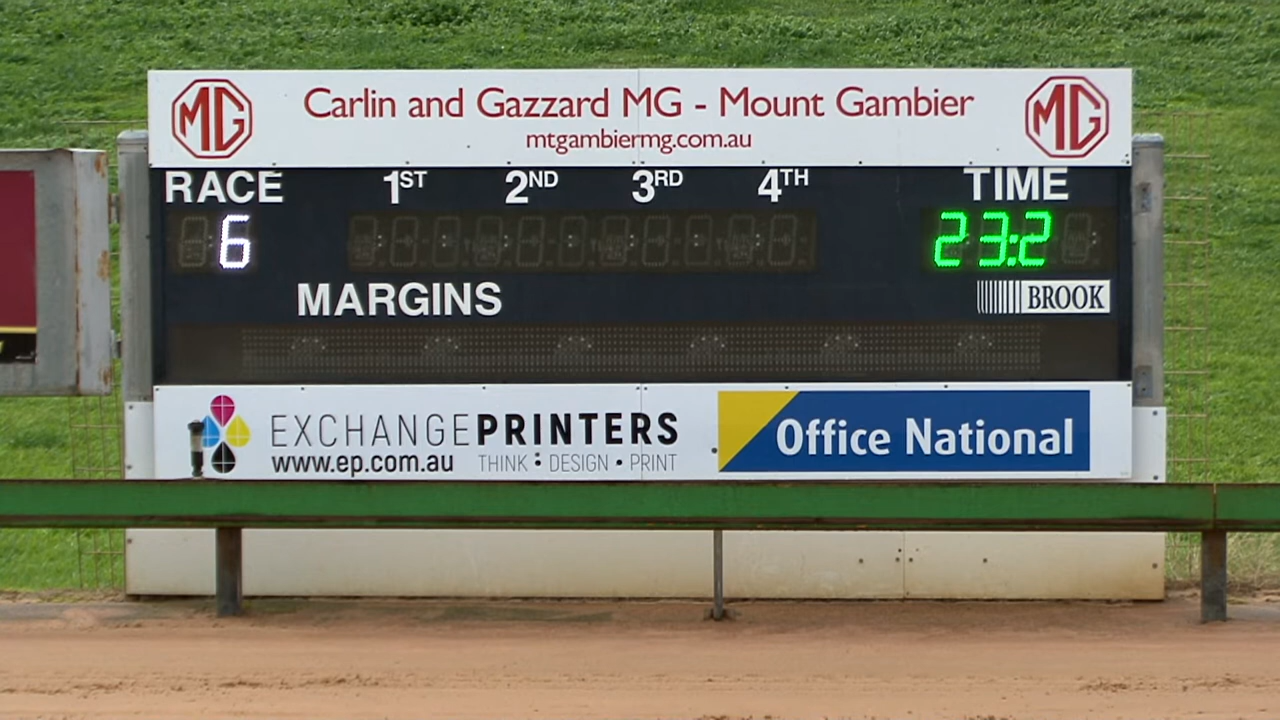 MG Carlin and Gazzard MG - Mount Gambier MG
mtgambiermg.com.au
RACE 1ST 2ND 3RD 4TH TIME
6 23:2
MARGINS BROOK
EXCHANGEPRINTERS
www.ep.com.au THINK : DESIGN • PRINT
Office National